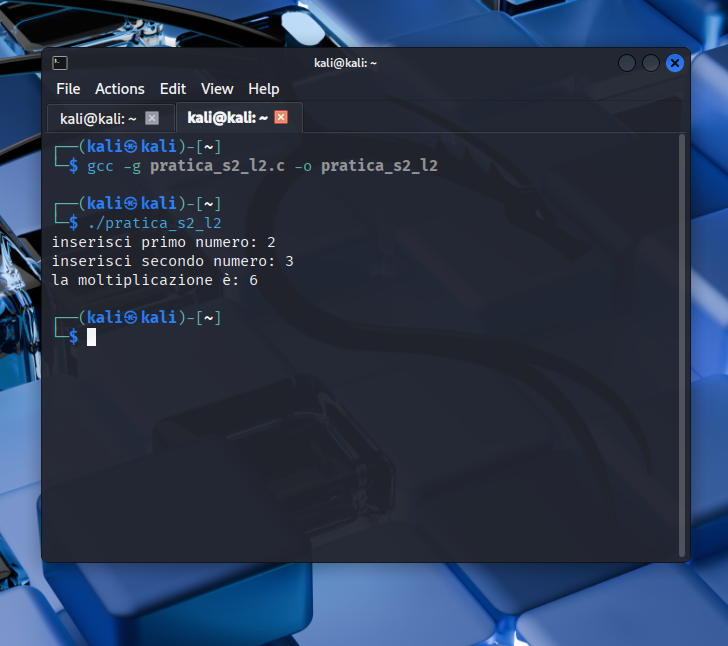 kali@kali: ~
File Actions Edit View Help
kali@kali: ~ kali@kali: ~
┌──(kali㉿kali)-[~]
└─$ gcc -g pratica_s2_l2.c -o pratica_s2_l2
┌──(kali㉿kali)-[~]
└─$ ./pratica_s2_l2
inserisci primo numero: 2
inserisci secondo numero: 3
la moltiplicazione è: 6
┌──(kali㉿kali)-[~]
└─$